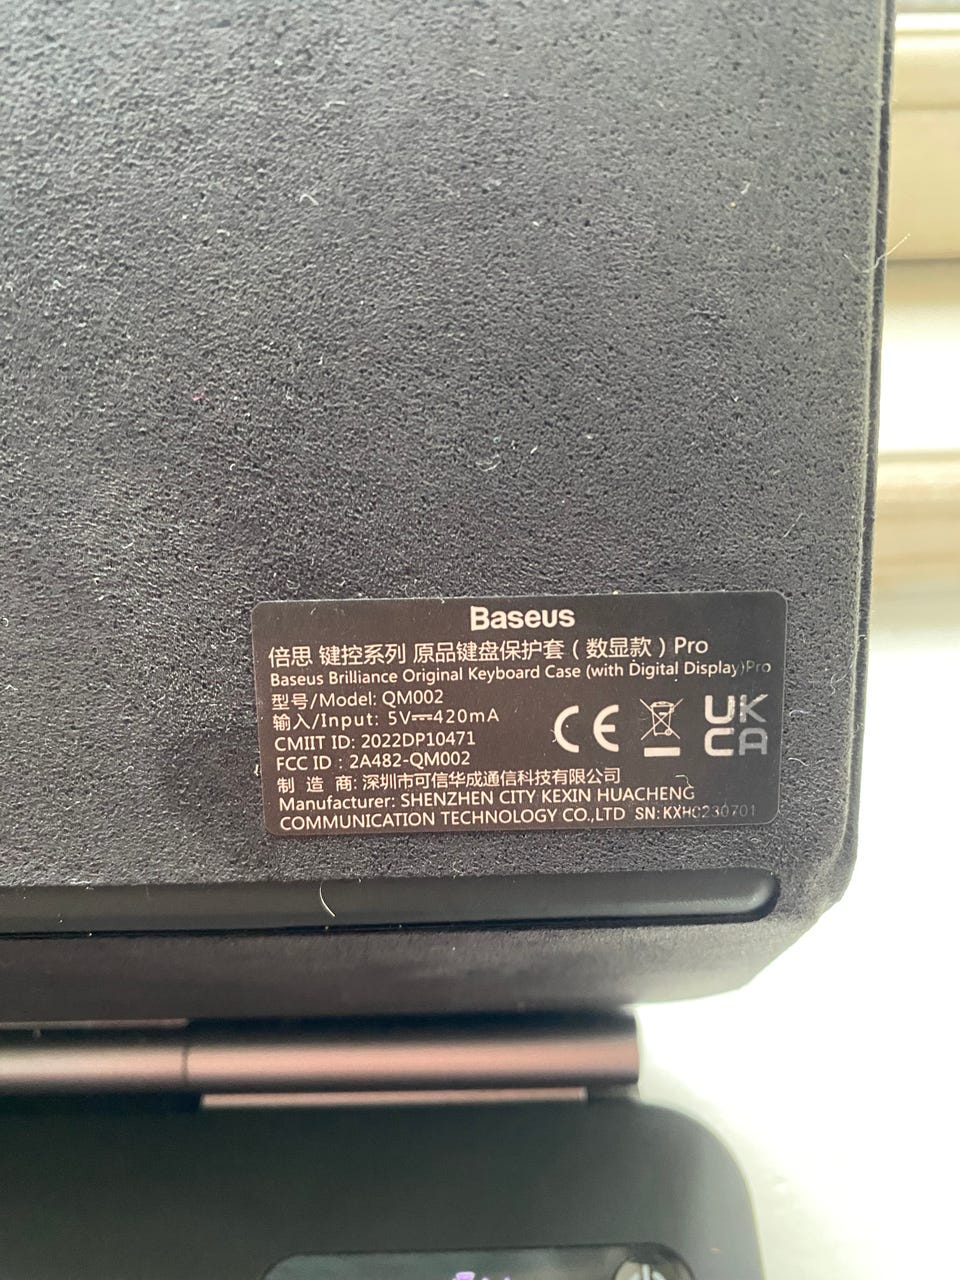 Baseus
倍思 键控系列 原品键盘保护套（数显款）Pro
Baseus Brilliance Original Keyboard Case (with Digital Display)Pro
型号/Model: QM002
输入/Input: 5V⎓420mA
CMIIT ID: 2022DP10471
FCC ID : 2A482-QM002
CE
UK
CA
制 造 商: 深圳市可信华成通信科技有限公司
Manufacturer: SHENZHEN CITY KEXIN HUACHENG
COMMUNICATION TECHNOLOGY CO.,LTD SN:KXHC230701